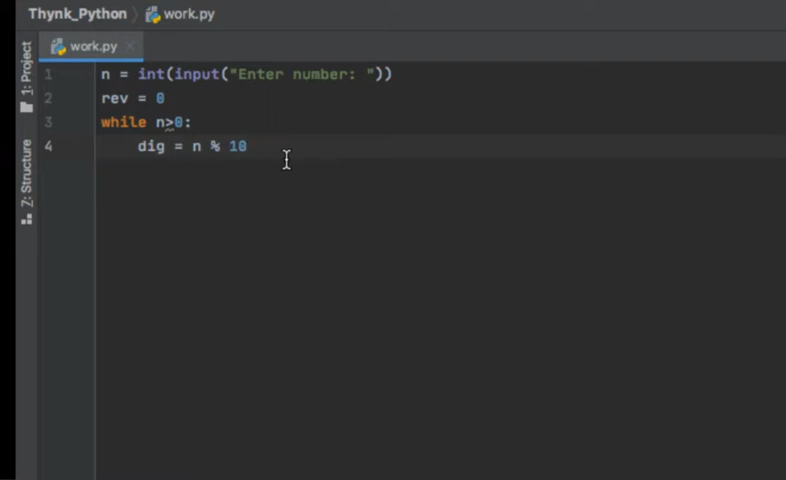 Thynk_Python work.py
work.py
1: Project
Z: Structure
1 n = int(input("Enter number: "))
2 rev = 0
3 while n>0:
4     dig = n % 10